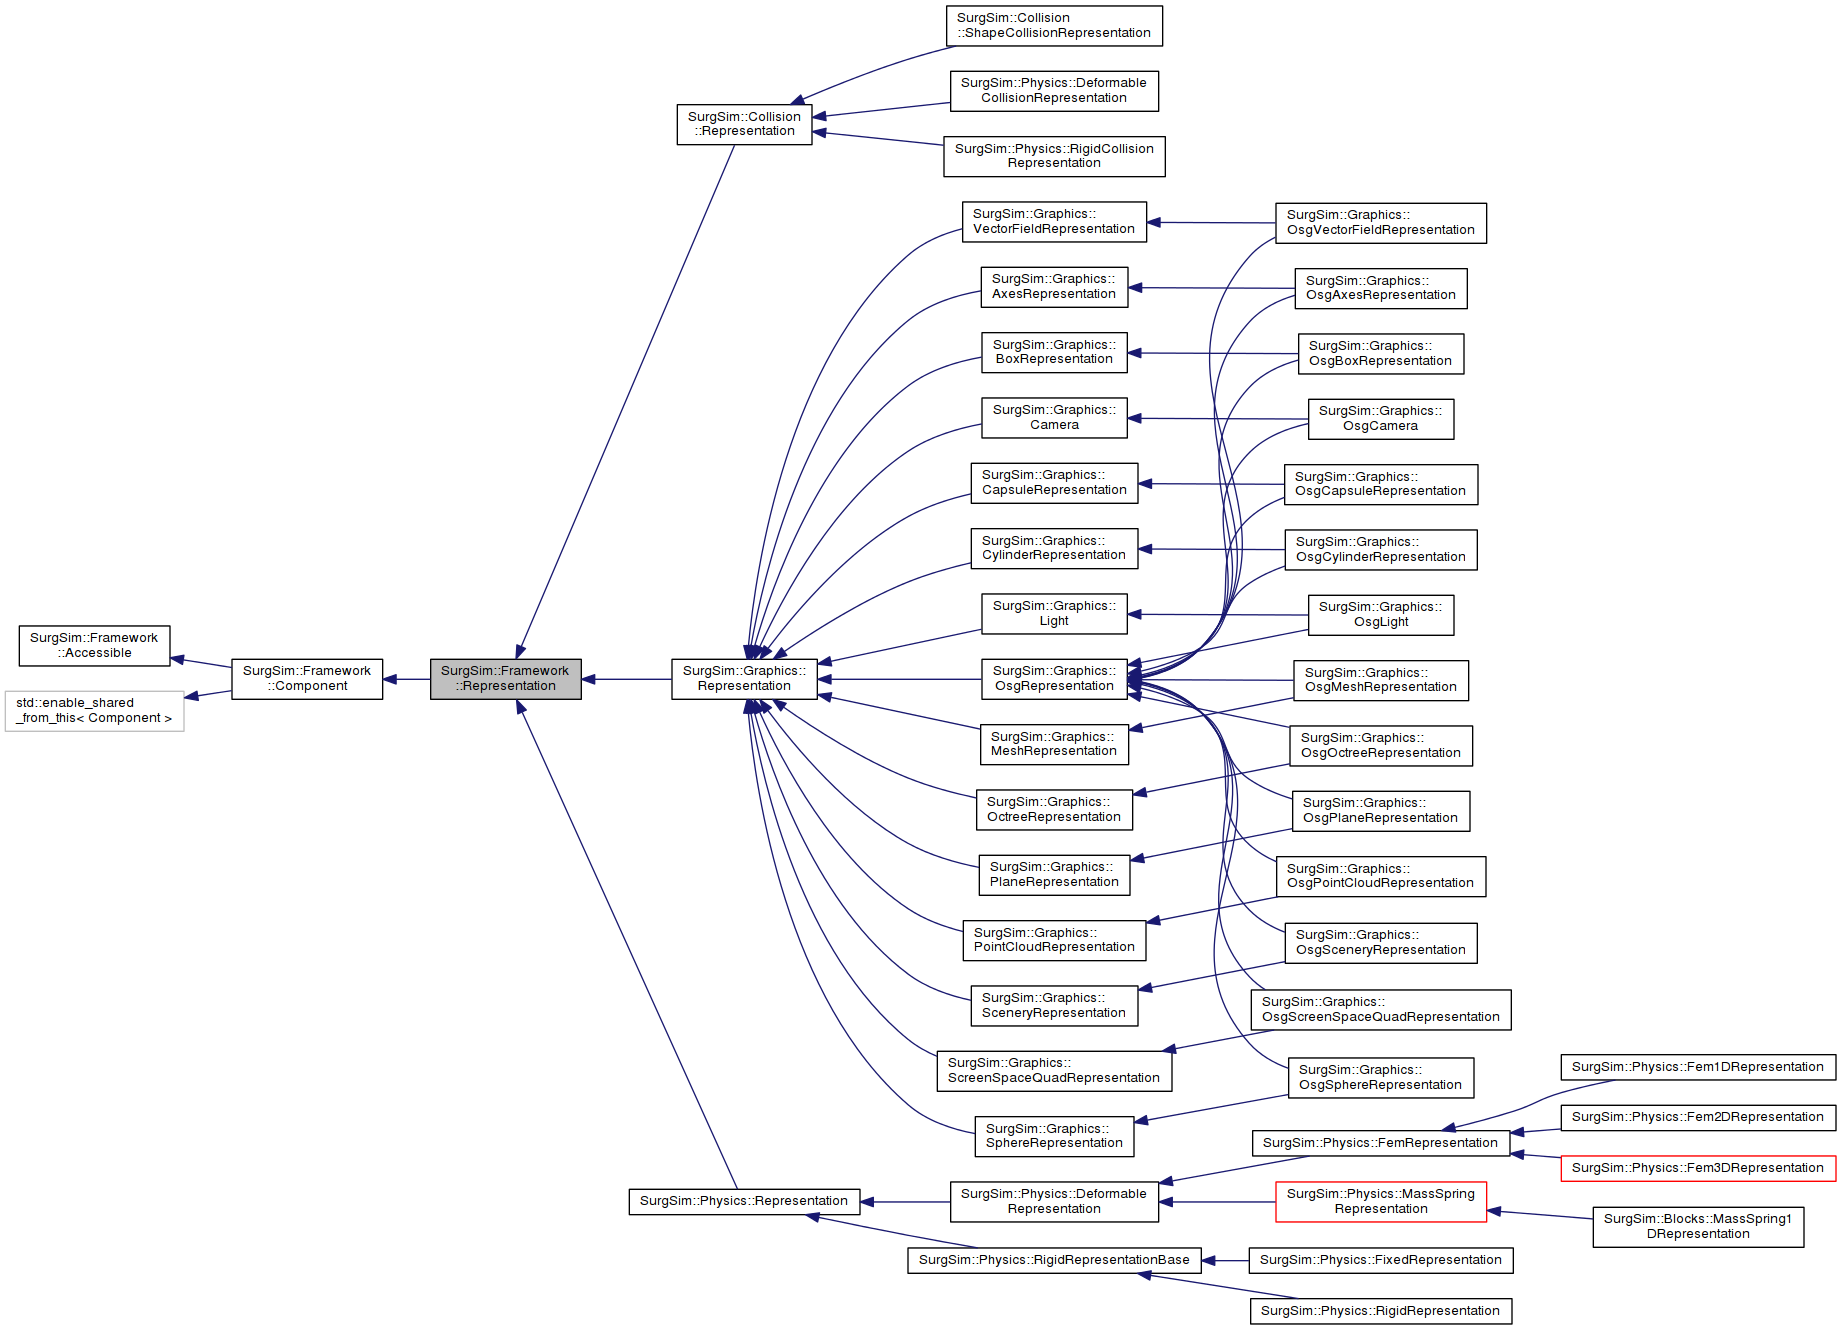 SurgSim::Collision
::ShapeCollisionRepresentation
SurgSim::Physics::Deformable
CollisionRepresentation
SurgSim::Collision
::Representation
SurgSim::Physics::RigidCollision
Representation
SurgSim::Graphics::
VectorFieldRepresentation
SurgSim::Graphics::
OsgVectorFieldRepresentation
SurgSim::Graphics::
AxesRepresentation
SurgSim::Graphics::
OsgAxesRepresentation
SurgSim::Graphics::
BoxRepresentation
SurgSim::Graphics::
OsgBoxRepresentation
SurgSim::Graphics::
Camera
SurgSim::Graphics::
OsgCamera
SurgSim::Graphics::
CapsuleRepresentation
SurgSim::Graphics::
OsgCapsuleRepresentation
SurgSim::Graphics::
CylinderRepresentation
SurgSim::Graphics::
OsgCylinderRepresentation
SurgSim::Graphics::
Light
SurgSim::Graphics::
OsgLight
SurgSim::Framework
::Accessible
std::enable_shared
_from_this< Component >
SurgSim::Framework
::Component
SurgSim::Framework
::Representation
SurgSim::Graphics::
Representation
SurgSim::Graphics::
OsgRepresentation
SurgSim::Graphics::
OsgMeshRepresentation
SurgSim::Graphics::
MeshRepresentation
SurgSim::Graphics::
OsgOctreeRepresentation
SurgSim::Graphics::
OctreeRepresentation
SurgSim::Graphics::
OsgPlaneRepresentation
SurgSim::Graphics::
PlaneRepresentation
SurgSim::Graphics::
OsgPointCloudRepresentation
SurgSim::Graphics::
PointCloudRepresentation
SurgSim::Graphics::
OsgSceneryRepresentation
SurgSim::Graphics::
SceneryRepresentation
SurgSim::Graphics::
OsgScreenSpaceQuadRepresentation
SurgSim::Graphics::
ScreenSpaceQuadRepresentation
SurgSim::Graphics::
OsgSphereRepresentation
SurgSim::Graphics::
SphereRepresentation
SurgSim::Physics::Fem1DRepresentation
SurgSim::Physics::Fem2DRepresentation
SurgSim::Physics::FemRepresentation
SurgSim::Physics::Fem3DRepresentation
SurgSim::Physics::Representation
SurgSim::Physics::Deformable
Representation
SurgSim::Physics::MassSpring
Representation
SurgSim::Blocks::MassSpring1
DRepresentation
SurgSim::Physics::RigidRepresentationBase
SurgSim::Physics::FixedRepresentation
SurgSim::Physics::RigidRepresentation